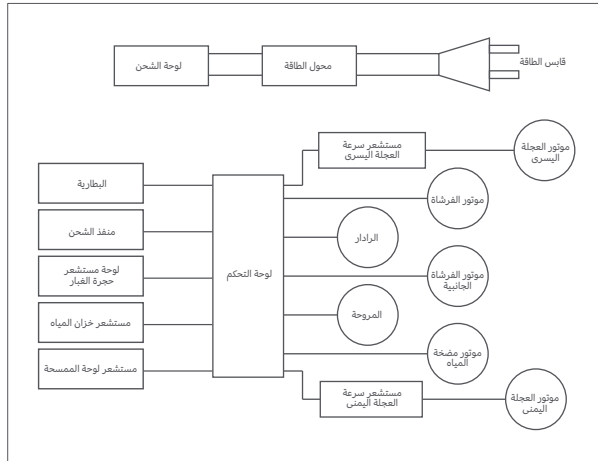 قابس الطاقة
محول الطاقة
لوحة الشحن
موتور العجلة
اليسرى
مستشعر سرعة
العجلة اليسرى
موتور الفرشاة
الرادار
موتور الفرشاة
الجانبية
المروحة
موتور مضخة
المياه
موتور العجلة
اليمنى
مستشعر سرعة
العجلة اليمنى
لوحة التحكم
البطارية
منفذ الشحن
لوحة مستشعر
حجرة الغبار
مستشعر خزان المياه
مستشعر لوحة الممسحة